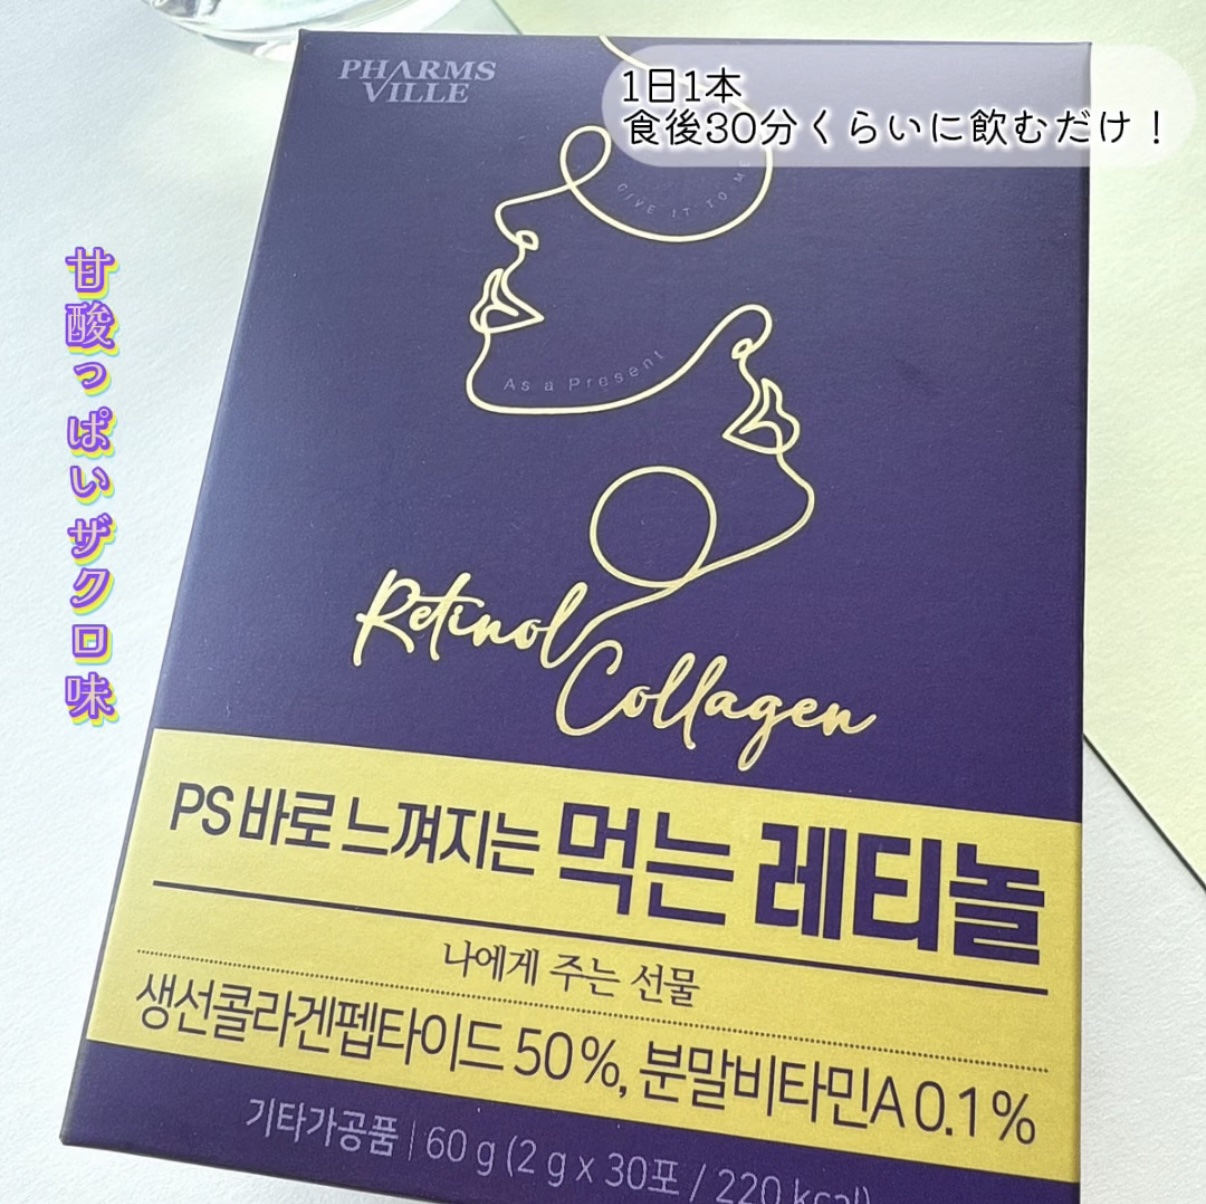 PHARMS
VILLE
1日1本
食後30分くらいに飲むだけ！
GIVE IT TO ME
甘酸っぱいザクロ味
As a Present
Retinol
Collagen
PS 바로 느껴지는 먹는 레티놀
나에게 주는 선물
생선콜라겐펩타이드 50%, 분말비타민A 0.1%
기타가공품 | 60 g (2 g x 30포 / 220 kcal)